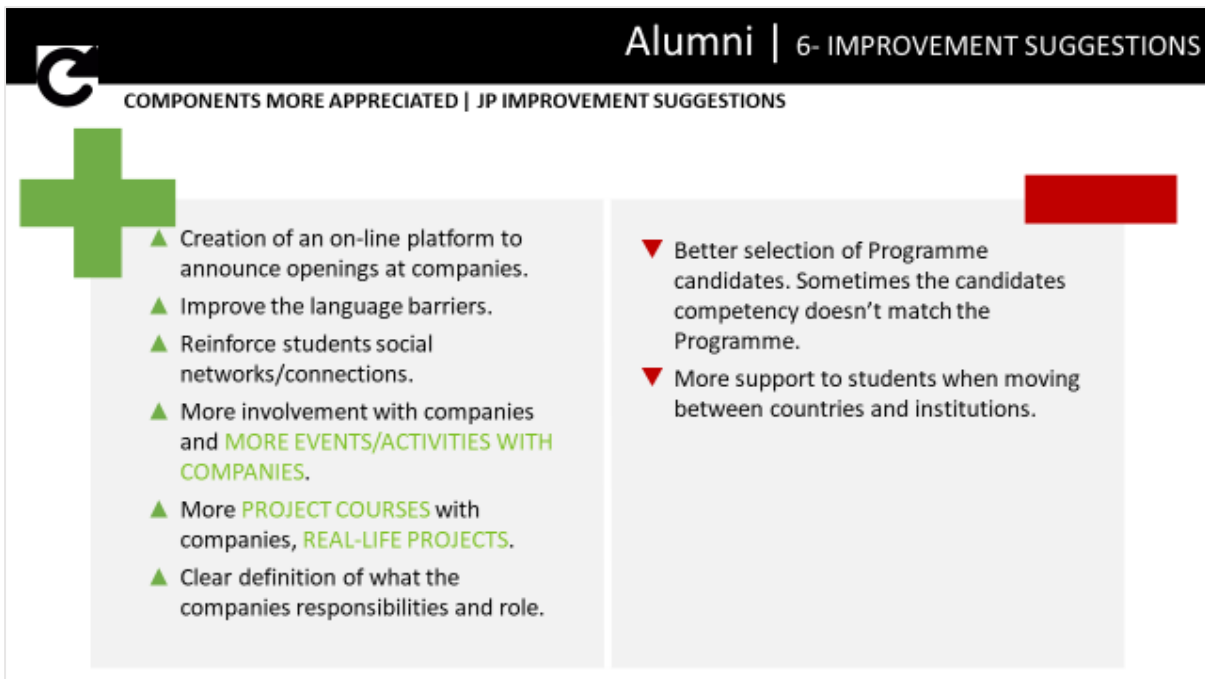 Alumni | 6- IMPROVEMENT SUGGESTIONS
COMPONENTS MORE APPRECIATED | JP IMPROVEMENT SUGGESTIONS
Creation of an on-line platform to
announce openings at companies.
Improve the language barriers.
Reinforce students social
networks/connections.
More involvement with companies
and MORE EVENTS/ACTIVITIES WITH
COMPANIES.
More PROJECT COURSES with
companies, REAL-LIFE PROJECTS.
Clear definition of what the
companies responsibilities and role.
Better selection of Programme
candidates. Sometimes the candidates
competency doesn’t match the
Programme.
More support to students when moving
between countries and institutions.